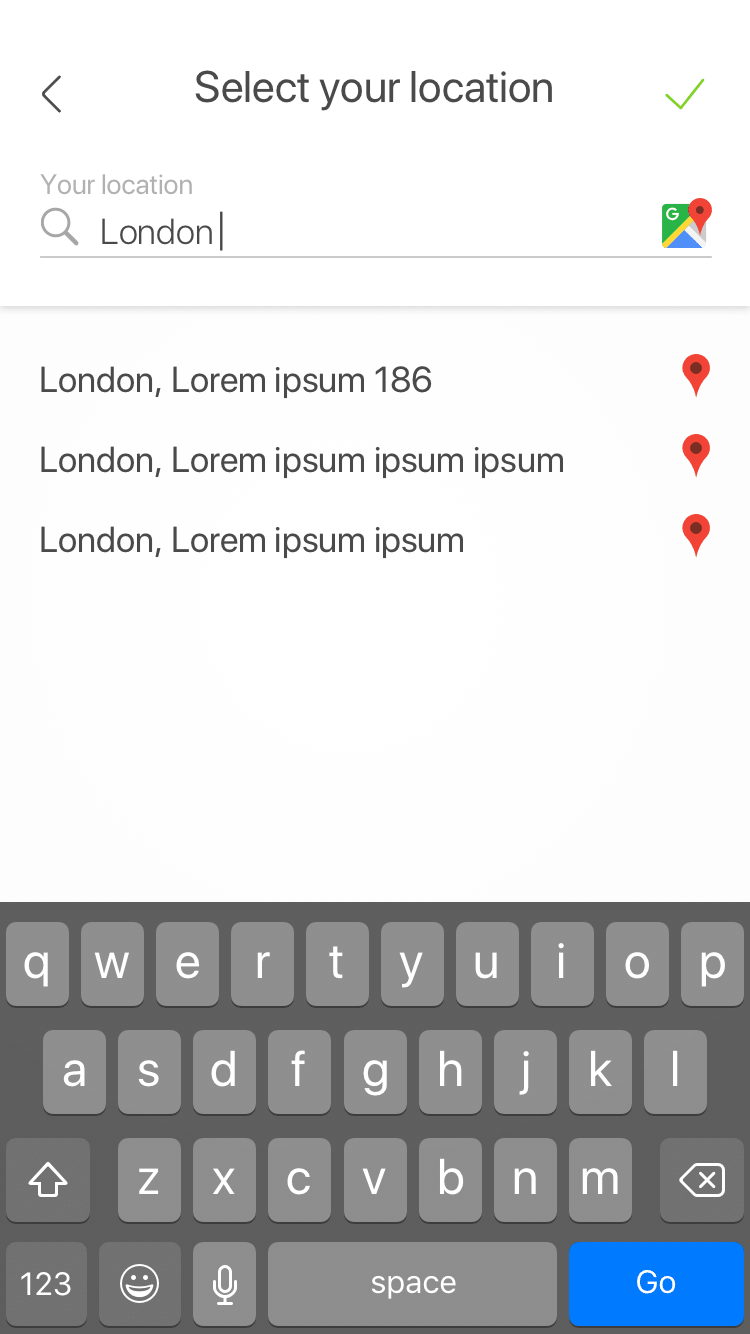 Select your location
Your location
London
G
London, Lorem ipsum 186
London, Lorem ipsum ipsum ipsum
London, Lorem ipsum ipsum
q w e r t y u i o p
a s d f g h j k l
z x c v b n m
123 space Go